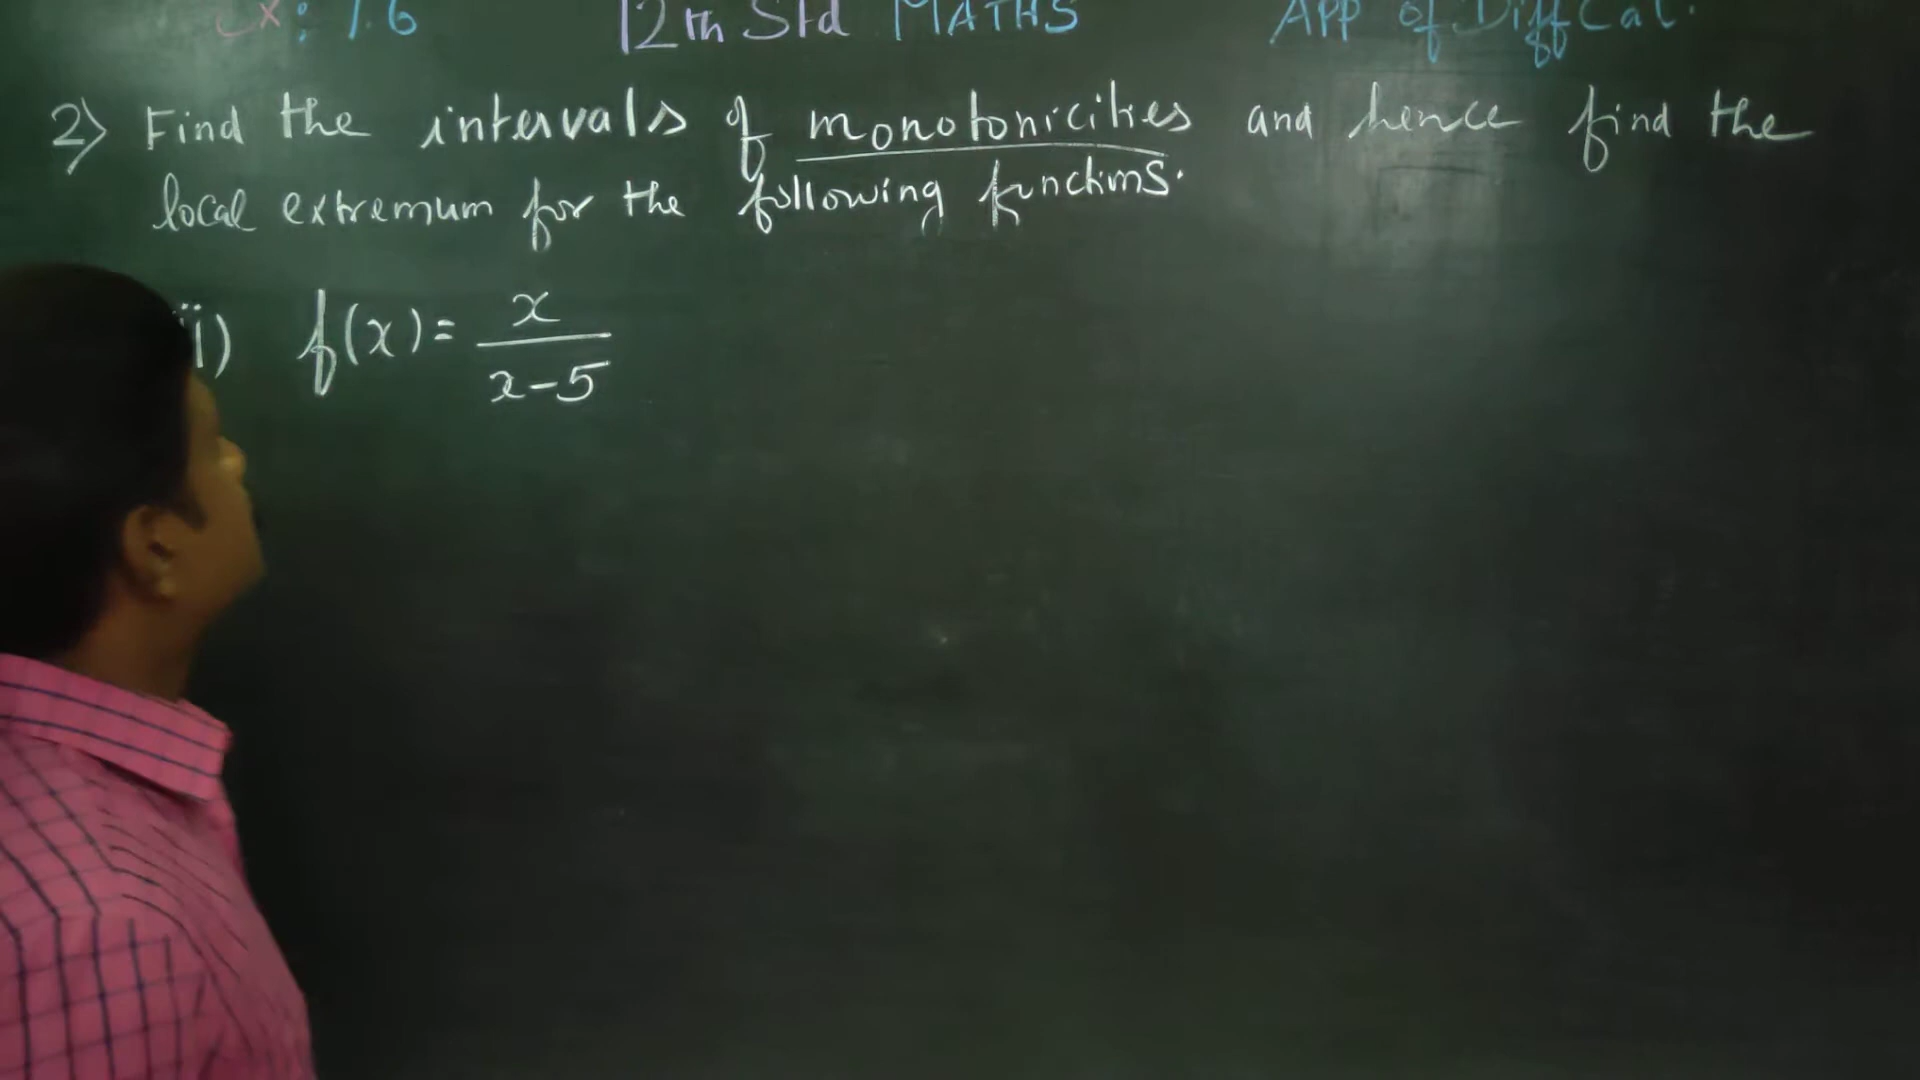 Ex: 7.6 12th Std MATHS App of Diff Cal.
2) Find the intervals of monotonicities and hence find the
local extremum for the following functions.
ii) f(x) = x / x-5